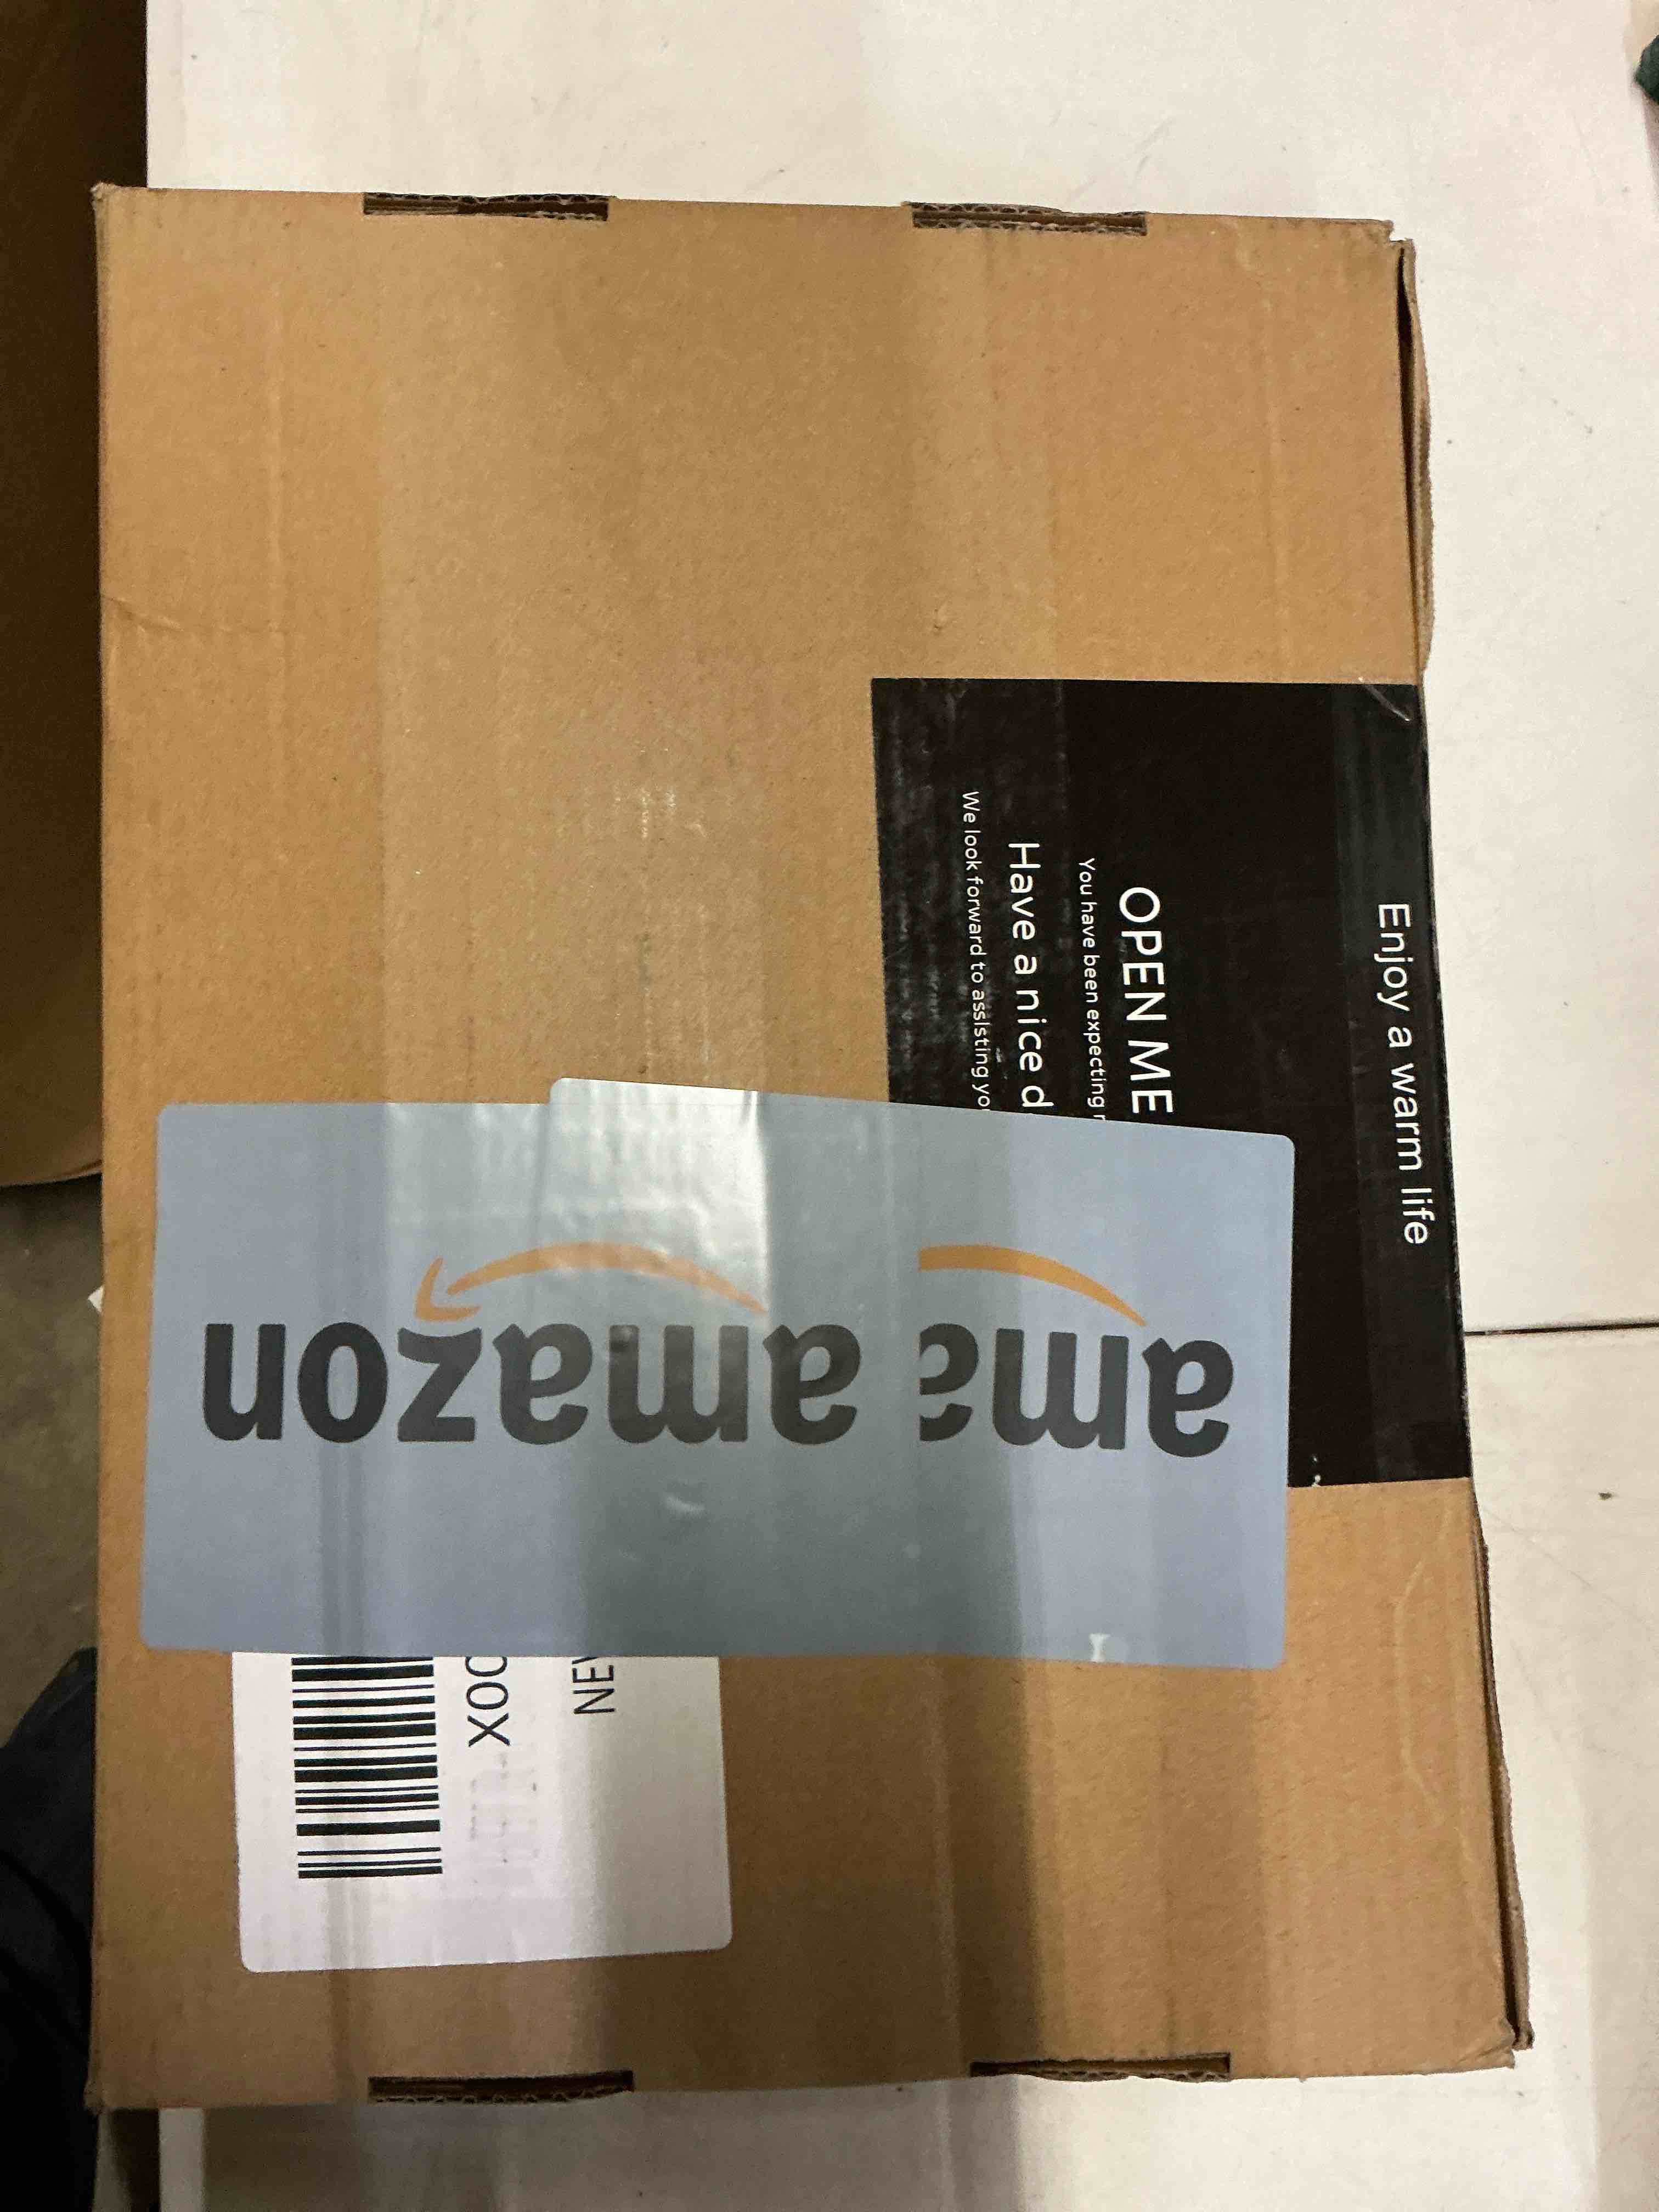 Enjoy a warm life
OPEN ME
You have been expecting
Have a nice d
We look forward to assisting yo
amazon
ama
ama
X00
NEW